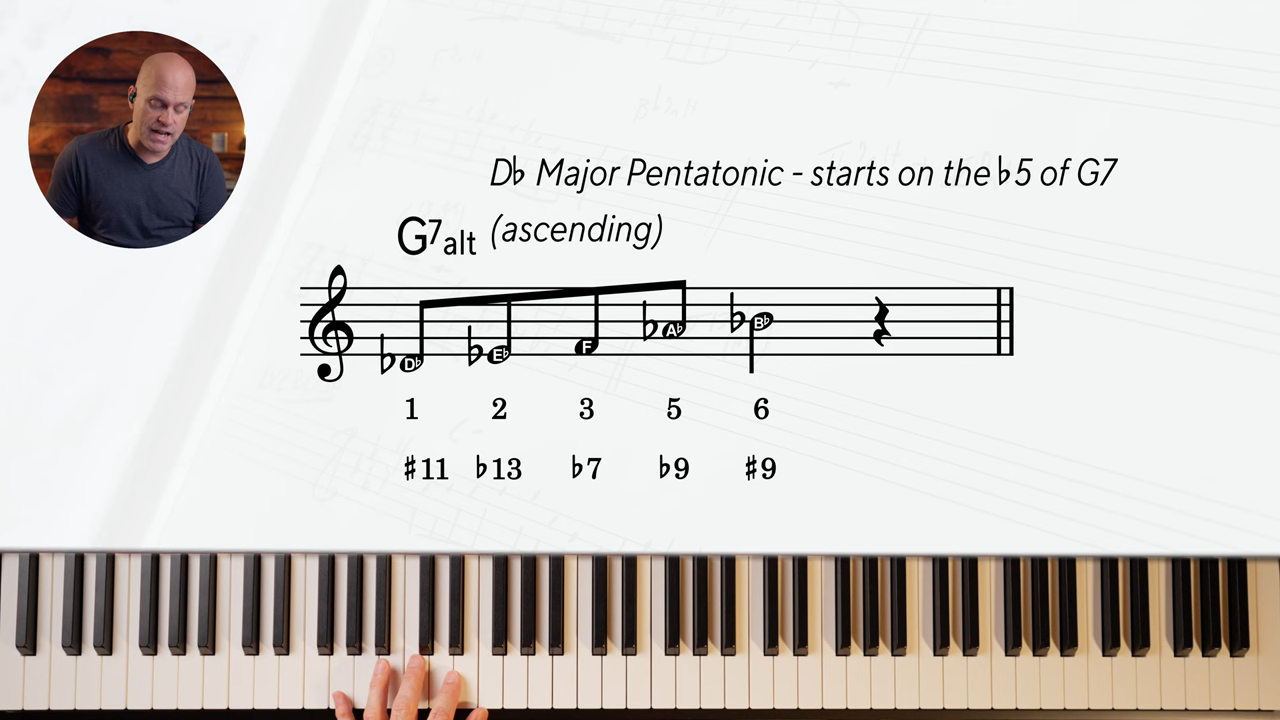 D♭ Major Pentatonic - starts on the ♭5 of G7
G7alt (ascending)
D♭ E♭ F A♭ B♭
1 2 3 5 6
♯11 ♭13 ♭7 ♭9 ♯9